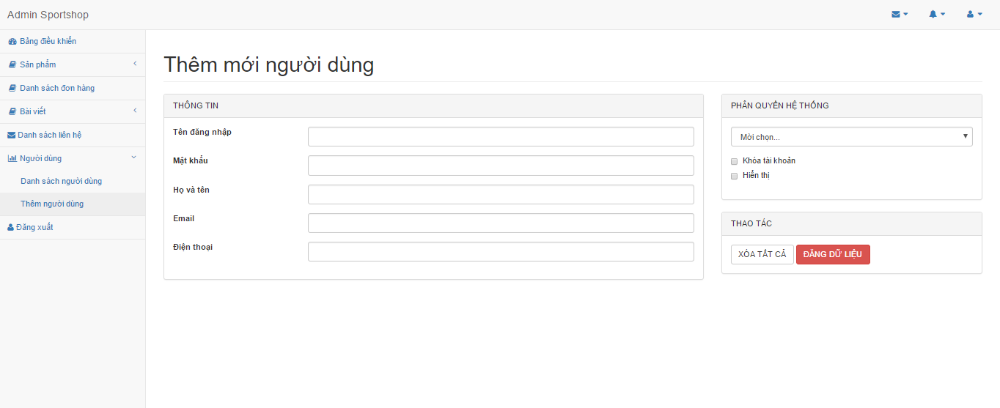 Admin Sportshop
Bảng điều khiển
Sản phẩm
Danh sách đơn hàng
Bài viết
Danh sách liên hệ
Người dùng
Danh sách người dùng
Thêm người dùng
Đăng xuất
Thêm mới người dùng
THÔNG TIN
Tên đăng nhập
Mật khẩu
Họ và tên
Email
Điện thoại
PHÂN QUYỀN HỆ THỐNG
Mời chọn...
Khóa tài khoản
Hiển thị
THAO TÁC
XÓA TẤT CẢ
ĐĂNG DỮ LIỆU